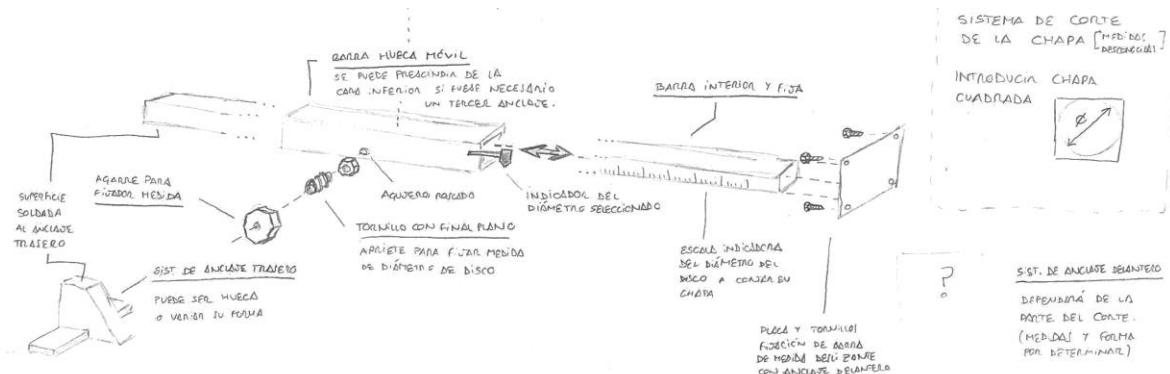 BARRA HUECA MÓVIL
SE PUEDE PRESCINDIR DE LA
CARA INFERIOR SI FUESE NECESARIO
UN TERCER ANCLAJE.
BARRA INTERIOR Y FIJA
SISTEMA DE CORTE
DE LA CHAPA [MEDIDAS
DESCONOCIDAS]
INTRODUCIR CHAPA
CUADRADA
Ø
SUPERFICIE
SOLDADA
AL ANCLAJE
TRASERO
AGARRE PARA
FIJADOR MEDIDA
AGUJERO ROSCADO
INDICADOR DEL
DIÁMETRO SELECCIONADO
TORNILLO CON FINAL PLANO
APRIETE PARA FIJAR MEDIDA
DE DIÁMETRO DE DISCO
ESCALA INDICADORA
DEL DIÁMETRO DEL
DISCO A CORTAR EN
CHAPA
SIST. DE ANCLAJE TRASERO
PUEDE SER HUECA
O VARIAR SU FORMA
PLACA Y TORNILLOS
FIJACIÓN DE BARRA
DE MEDIDA DESLIZANTE
CON ANCLAJE DELANTERO
?
SIST. DE ANCLAJE DELANTERO
DEPENDERÁ DE LA
PARTE DEL CORTE.
(MEDIDAS Y FORMA
POR DETERMINAR)